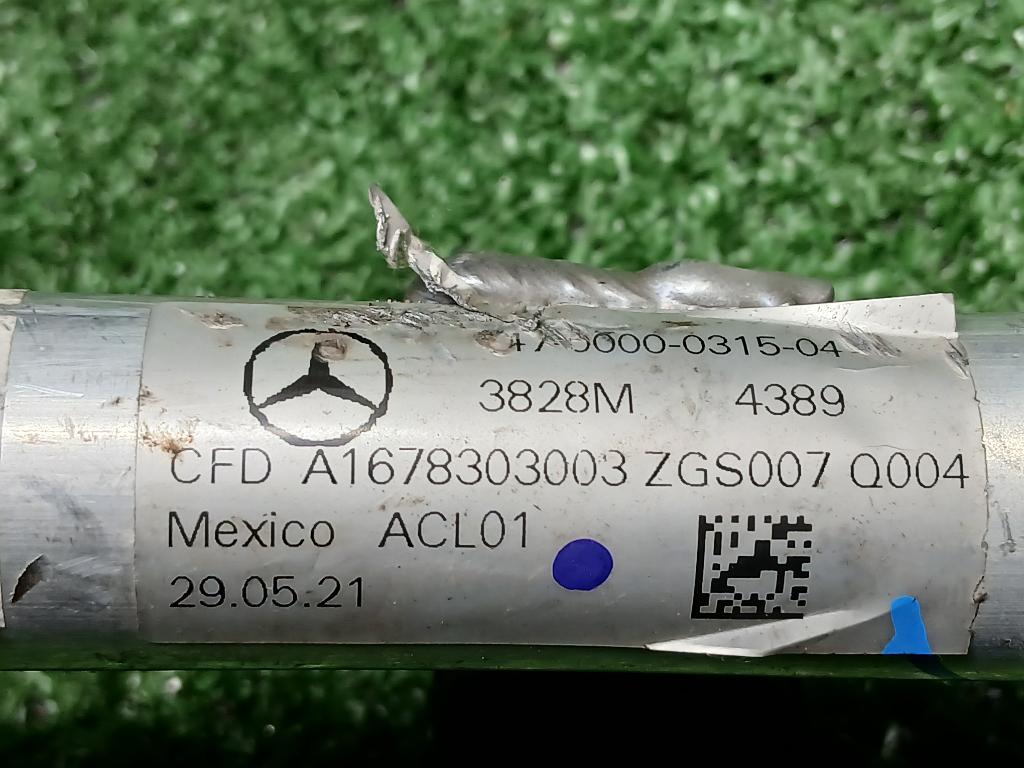 0000-0315-04
3828M 4389
CFD A1678303003 ZGS007 Q004
Mexico ACL01
29.05.21